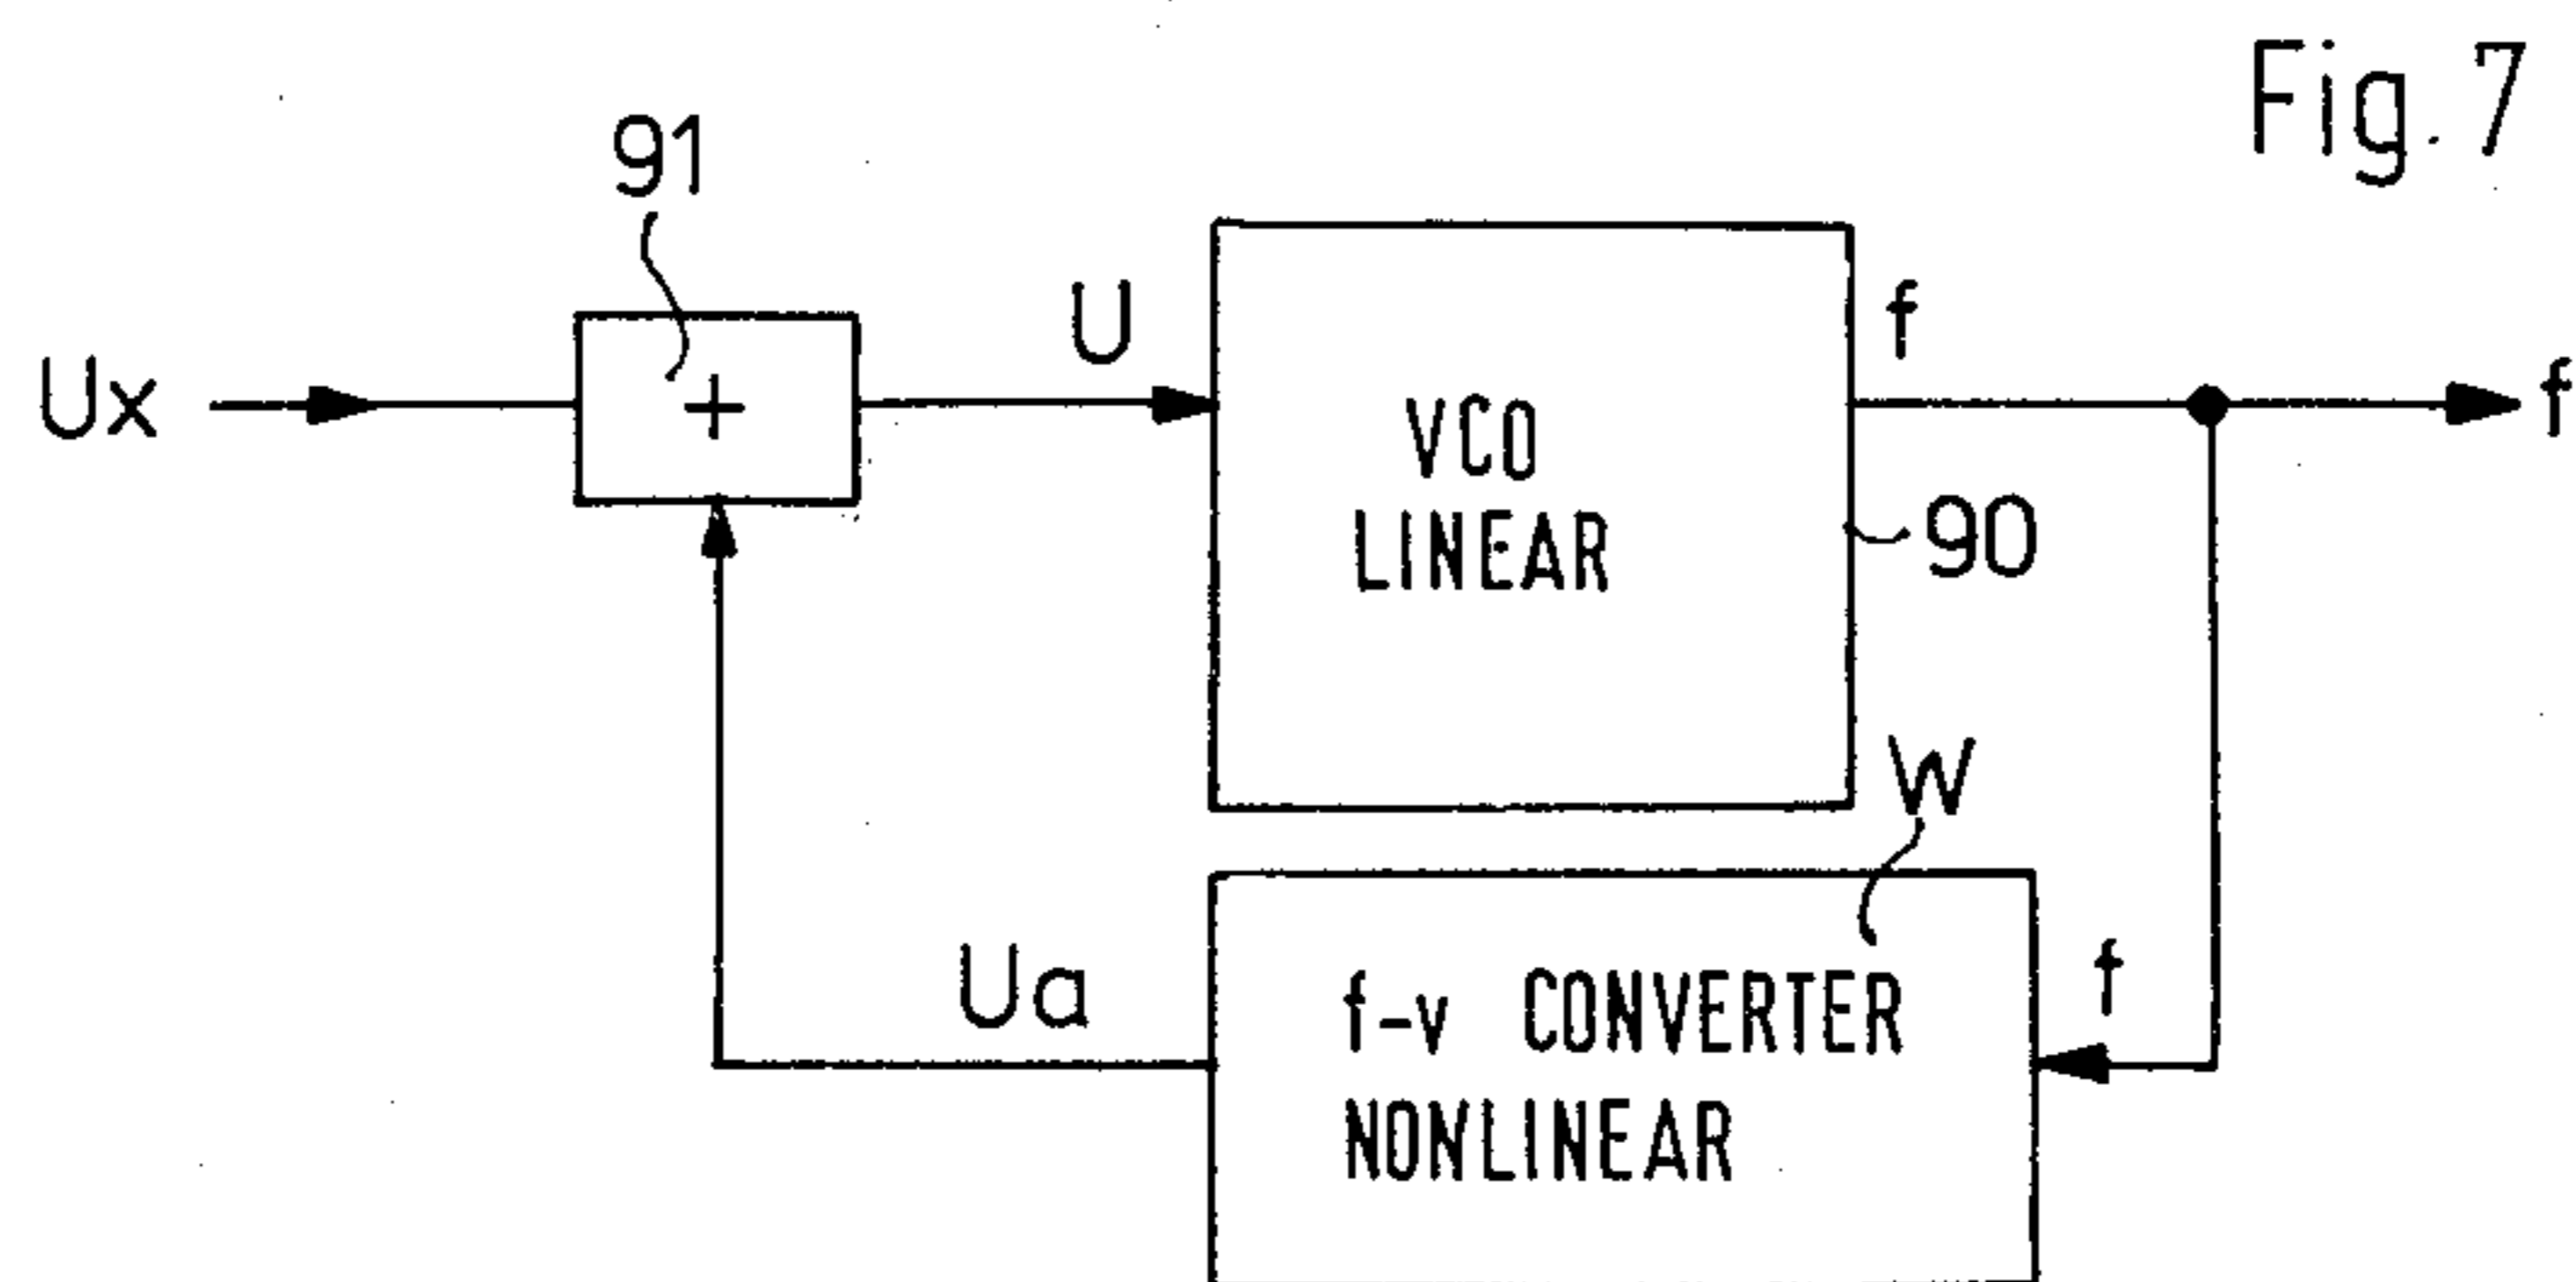 Fig. 7
91
Ux
+
U
VCO
LINEAR
f
f
90
W
Ua
f-v CONVERTER
NONLINEAR
f